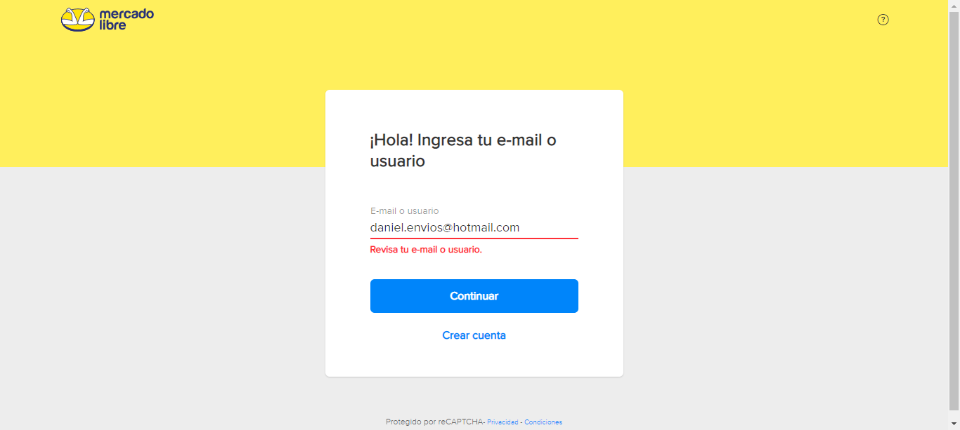 mercado
libre
?
¡Hola! Ingresa tu e-mail o
usuario
E-mail o usuario
daniel.envios@hotmail.com
Revisa tu e-mail o usuario.
Continuar
Crear cuenta
Protegido por reCAPTCHA- Privacidad - Condiciones